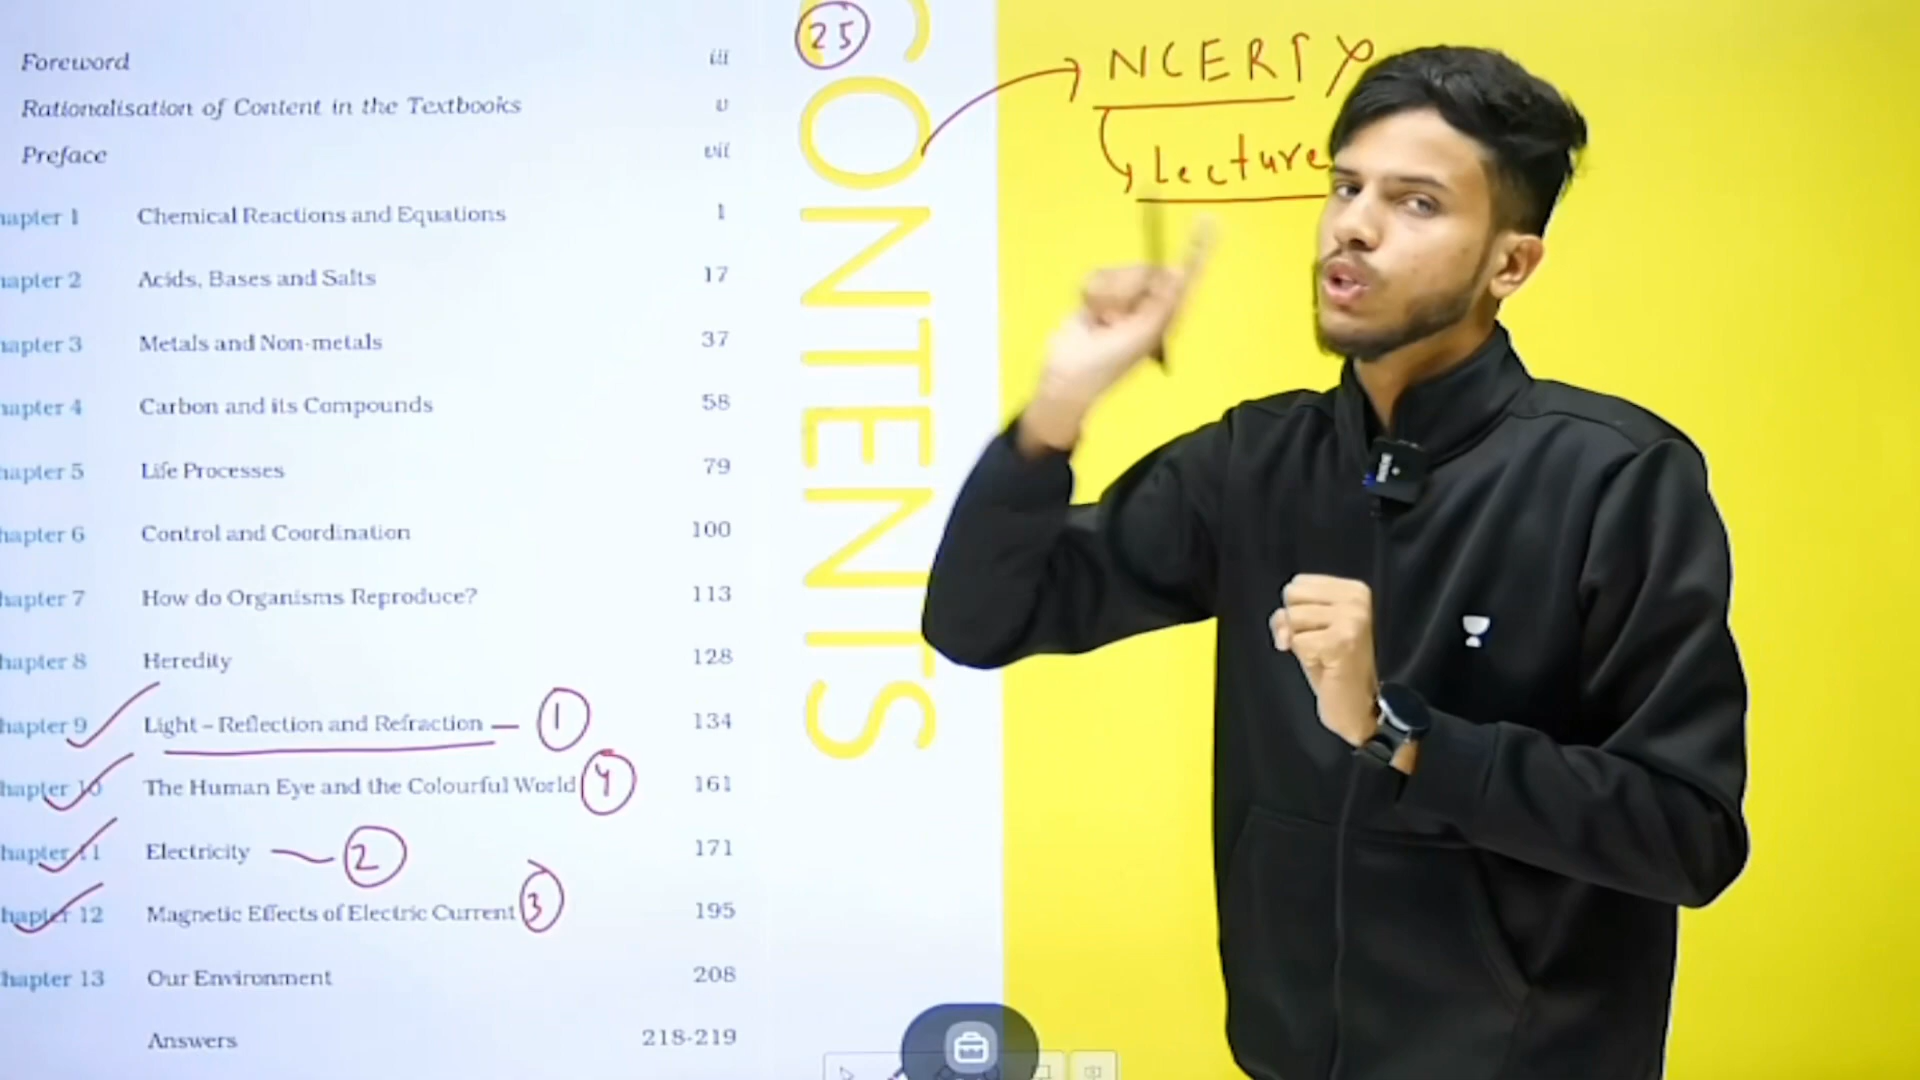 25
Foreword iii
Rationalisation of Content in the Textbooks v
Preface vii
hapter 1 Chemical Reactions and Equations 1
hapter 2 Acids, Bases and Salts 17
hapter 3 Metals and Non-metals 37
hapter 4 Carbon and its Compounds 58
hapter 5 Life Processes 79
hapter 6 Control and Coordination 100
hapter 7 How do Organisms Reproduce? 113
hapter 8 Heredity 128
hapter 9 Light – Reflection and Refraction — 1 134
hapter 10 The Human Eye and the Colourful World 4 161
hapter 11 Electricity — 2 171
hapter 12 Magnetic Effects of Electric Current 3 195
hapter 13 Our Environment 208
Answers 218-219
CONTENTS
NCERT
Lecture